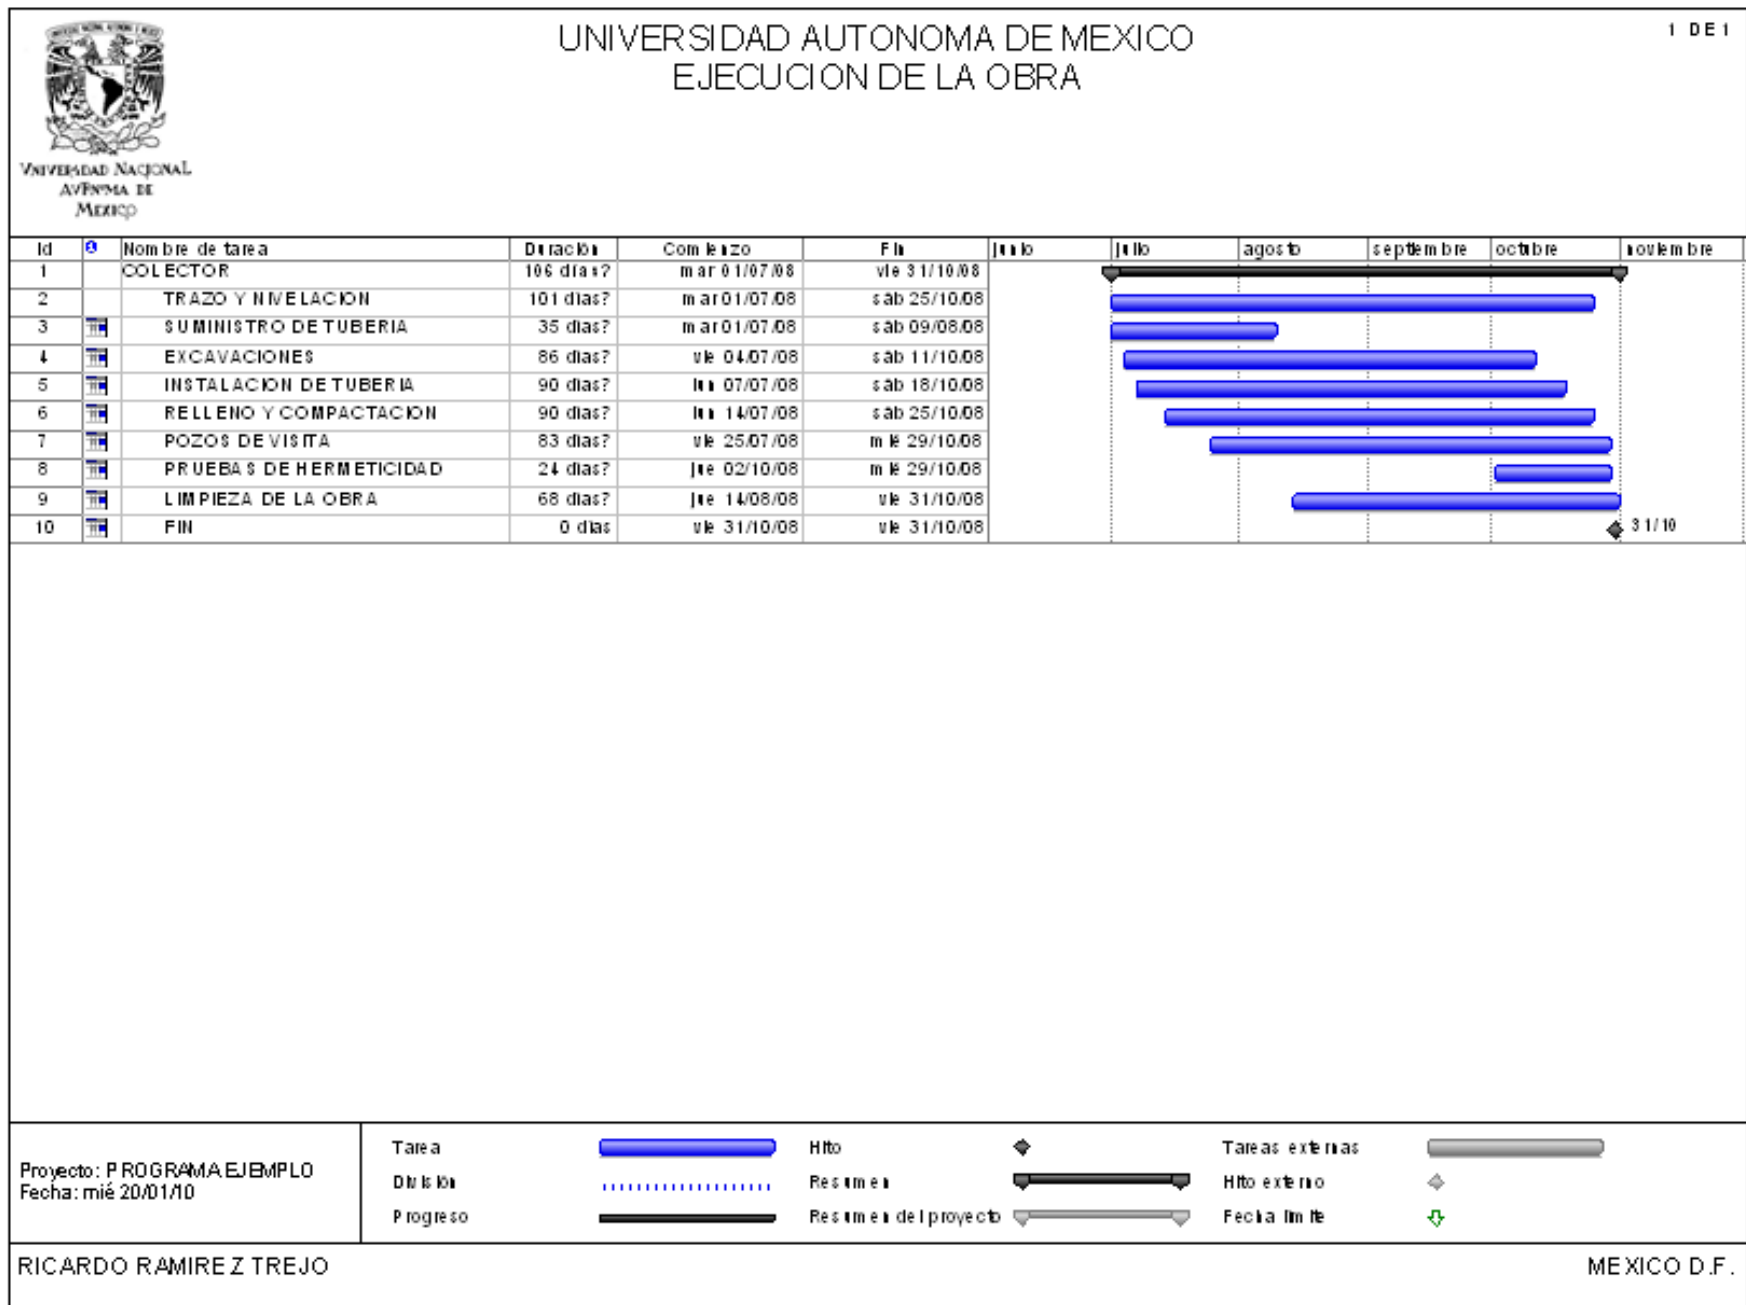 UNIVERSIDAD AUTONOMA DE MEXICO
EJECUCION DE LA OBRA
1 DE 1
VNIVERSDAD NACIONAL
AVTNOMA DE
MEXICO
Id Nombre de tarea Duración Comienzo Fin junio julio agosto septiembre octubre noviembre
1 COLECTOR 106 días? mar 01/07/08 vie 31/10/08
2 TRAZO Y NIVELACION 101 días? mar 01/07/08 sáb 25/10/08
3 SUMINISTRO DE TUBERIA 35 días? mar 01/07/08 sáb 09/08/08
4 EXCAVACIONES 86 días? vie 04/07/08 sáb 11/10/08
5 INSTALACION DE TUBERIA 90 días? lun 07/07/08 sáb 18/10/08
6 RELLENO Y COMPACTACION 90 días? lun 14/07/08 sáb 25/10/08
7 POZOS DE VISITA 83 días? vie 25/07/08 mié 29/10/08
8 PRUEBAS DE HERMETICIDAD 24 días? jue 02/10/08 mié 29/10/08
9 LIMPIEZA DE LA OBRA 68 días? jue 14/08/08 vie 31/10/08
10 FIN 0 días vie 31/10/08 vie 31/10/08 31/10
Proyecto: PROGRAMA EJEMPLO
Fecha: mié 20/01/10
Tarea Hito Tareas externas
División Resumen Hito externo
Progreso Resumen del proyecto Fecha límite
RICARDO RAMIREZ TREJO
MEXICO D.F.